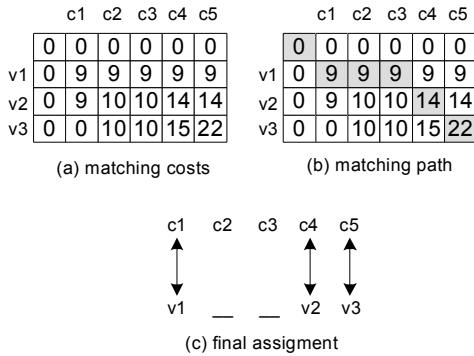 c1 c2 c3 c4 c5
0 0 0 0 0 0
v1 0 9 9 9 9 9
v2 0 9 10 10 14 14
v3 0 0 10 10 15 22
(a) matching costs
c1 c2 c3 c4 c5
0 0 0 0 0 0
v1 0 9 9 9 9 9
v2 0 9 10 10 14 14
v3 0 0 10 10 15 22
(b) matching path
c1 c2 c3 c4 c5
v1 __ __ v2 v3
(c) final assigment